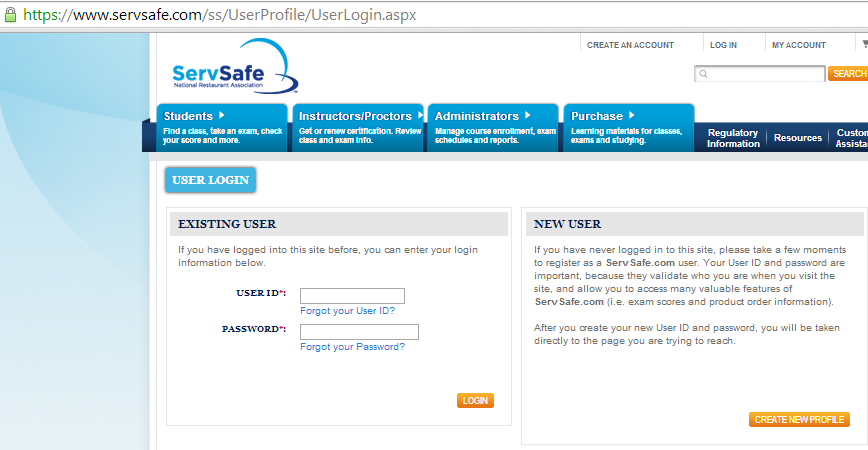 https://www.servsafe.com/ss/UserProfile/UserLogin.aspx
CREATE AN ACCOUNT
LOG IN
MY ACCOUNT
ServSafe
National Restaurant Association
SEARCH
Students
Find a class, take an exam, check
your score and more.
Instructors/Proctors
Get or renew certification. Review
class and exam info.
Administrators
Manage course enrollment, exam
schedules and reports.
Purchase
Learning materials for classes,
exams and studying.
Regulatory
Information
Resources
Custom
Assista
USER LOGIN
EXISTING USER
If you have logged into this site before, you can enter your login
information below.
USER ID*:
Forgot your User ID?
PASSWORD*:
Forgot your Password?
LOGIN
NEW USER
If you have never logged in to this site, please take a few moments
to register as a ServSafe.com user. Your User ID and password are
important, because they validate who you are when you visit the
site, and allow you to access many valuable features of
ServSafe.com (i.e. exam scores and product order information).
After you create your new User ID and password, you will be taken
directly to the page you are trying to reach.
CREATE NEW PROFILE